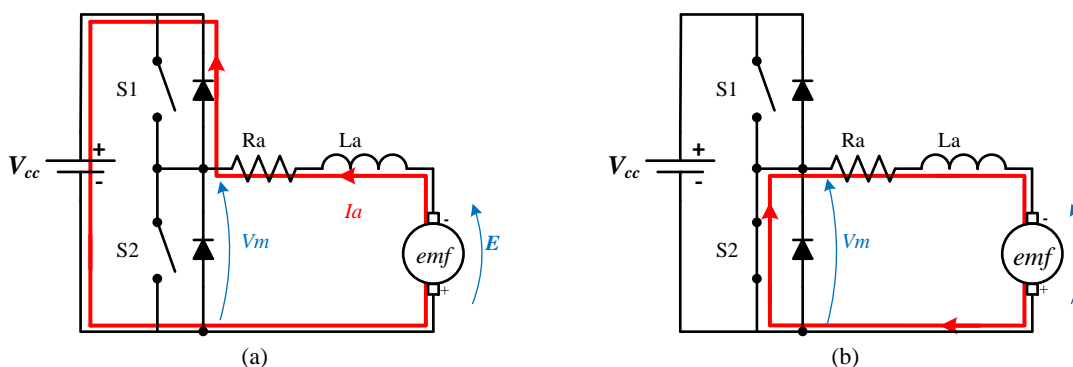 S1
Ra
La
Vcc
+
-
Ia
-
S2
Vm
emf
E
+
(a)
S1
Ra
La
Vcc
+
-
-
S2
Vm
emf
+
(b)